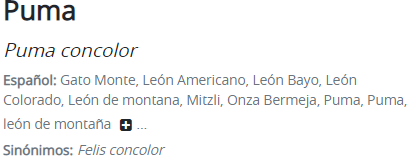 Puma
Puma concolor
Español: Gato Monte, León Americano, León Bayo, León
Colorado, León de montana, Mitzli, Onza Bermeja, Puma, Puma,
león de montaña ...
Sinónimos: Felis concolor